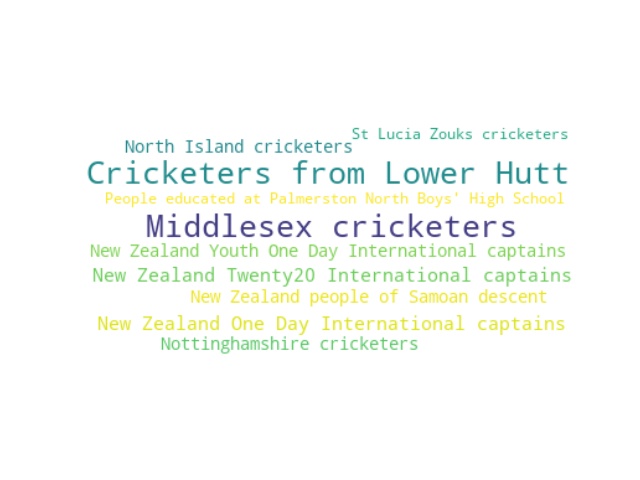 St Lucia Zouks cricketers
North Island cricketers
Cricketers from Lower Hutt
People educated at Palmerston North Boys' High School
Middlesex cricketers
New Zealand Youth One Day International captains
New Zealand Twenty20 International captains
New Zealand people of Samoan descent
New Zealand One Day International captains
Nottinghamshire cricketers